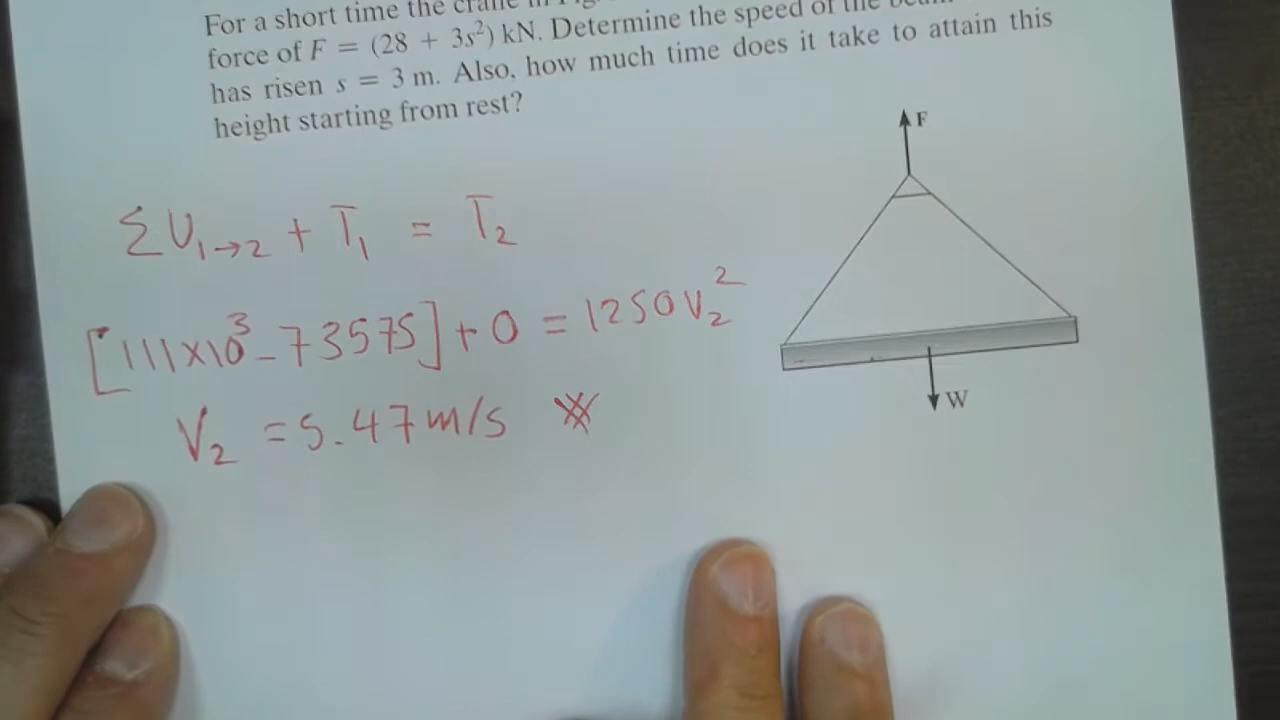 For a short time the crane in
force of F = (28 + 3s²) kN. Determine the speed of the
has risen s = 3 m. Also, how much time does it take to attain this
height starting from rest?
F
ΣU₁→₂ + T₁ = T₂
[111×10³ - 73575] + 0 = 1250V₂²
V₂ = 5.47 m/s
W